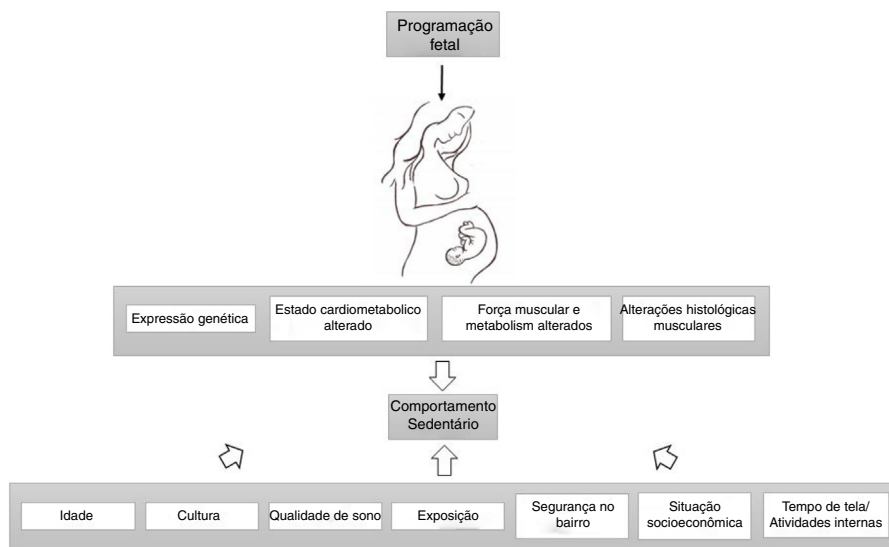 Programação
fetal
Expressão genética
Estado cardiometabolico
alterado
Força muscular e
metabolism alterados
Alterações histológicas
musculares
Comportamento
Sedentário
Idade
Cultura
Qualidade de sono
Exposição
Segurança no
bairro
Situação
socioeconômica
Tempo de tela/
Atividades internas